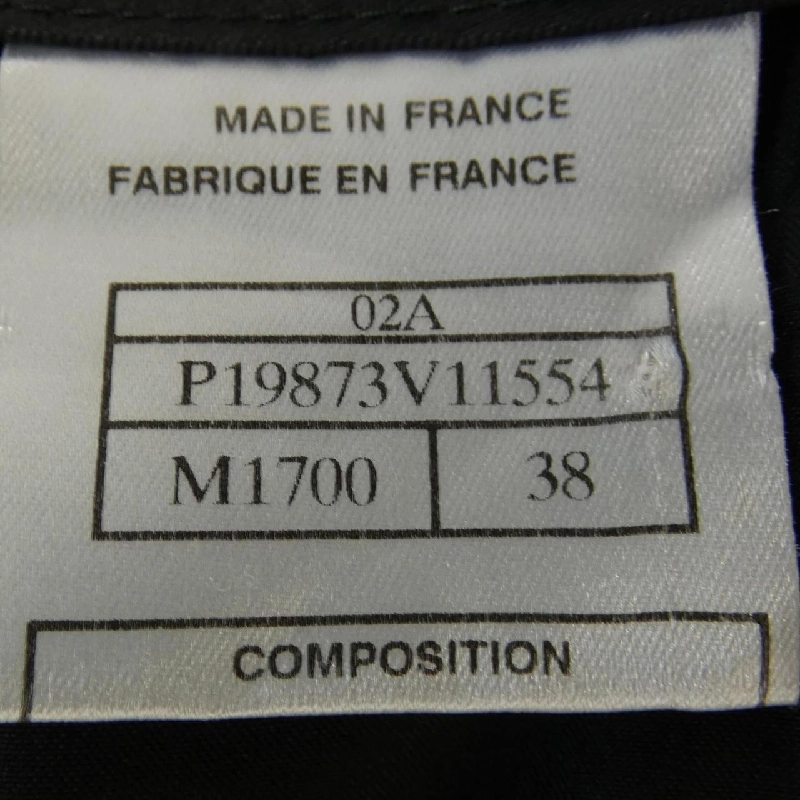 MADE IN FRANCE
FABRIQUE EN FRANCE
02A
P19873V11554
M1700 38
COMPOSITION